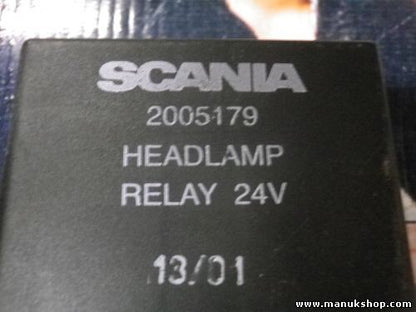 SCANIA
2005179
HEADLAMP
RELAY 24V
13/01
www.manukshop.com